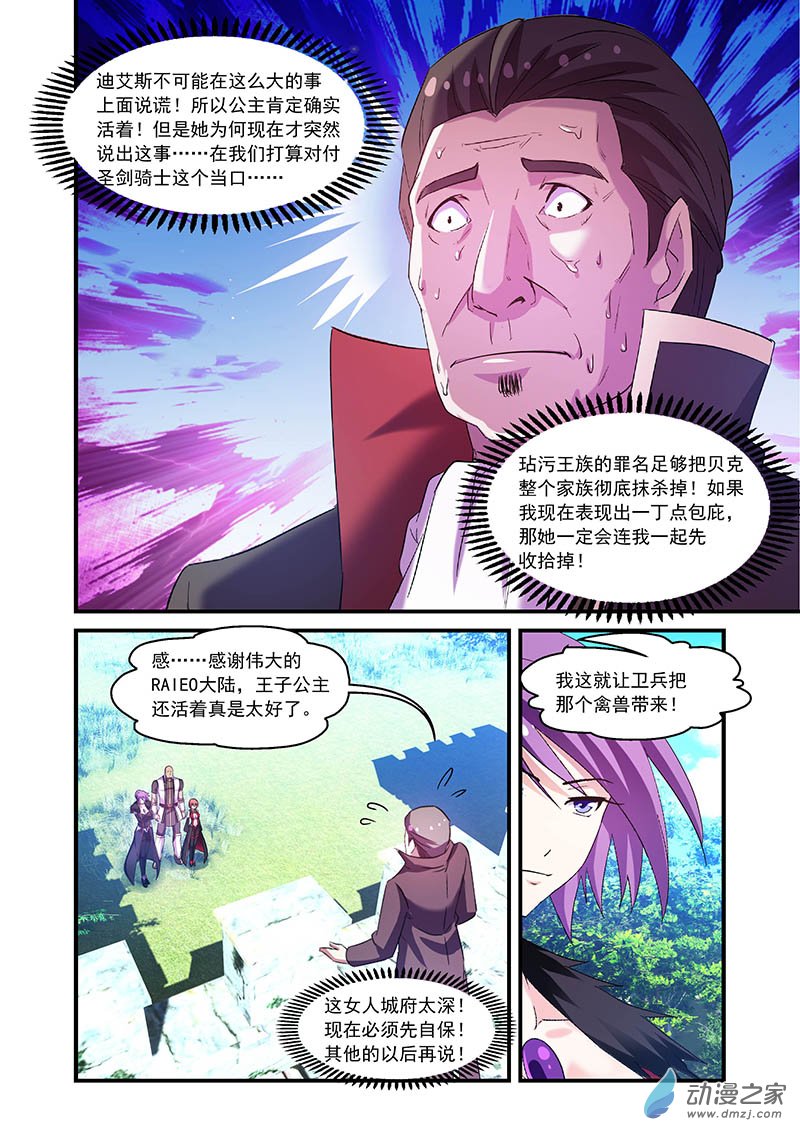 迪艾斯不可能在这么大的事
上面说谎！所以公主肯定确实
活着！但是她为何现在才突然
说出这事……在我们打算对付
圣剑骑士这个当口……
玷污王族的罪名足够把贝克
整个家族彻底抹杀掉！如果
我现在表现出一丁点包庇，
那她一定会连我一起先
收拾掉！
感……感谢伟大的
RAIEO大陆，王子公主
还活着真是太好了。
我这就让卫兵把
那个禽兽带来！
这女人城府太深！
现在必须先自保！
其他的以后再说！
动漫之家
www.dmzj.com